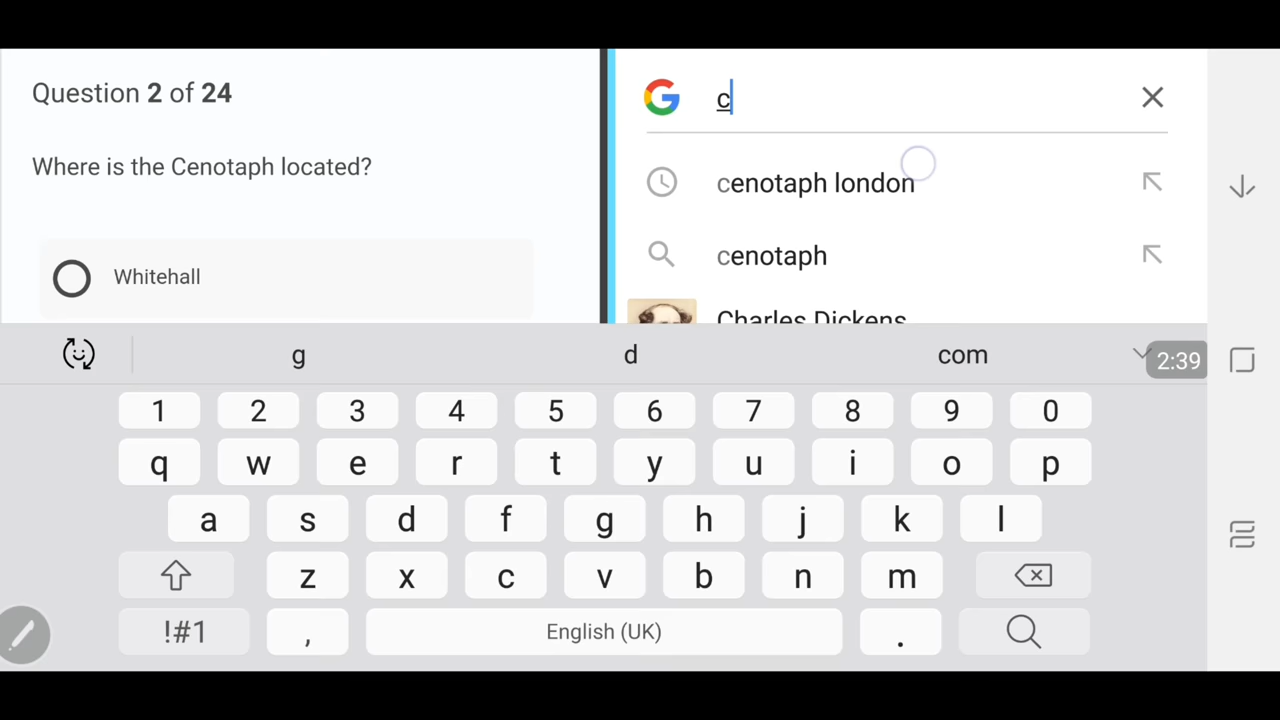 Question 2 of 24
Where is the Cenotaph located?
Whitehall
c
cenotaph london
cenotaph
Charles Dickens
g d com
2:39
1 2 3 4 5 6 7 8 9 0
q w e r t y u i o p
a s d f g h j k l
z x c v b n m
!#1 , English (UK) .